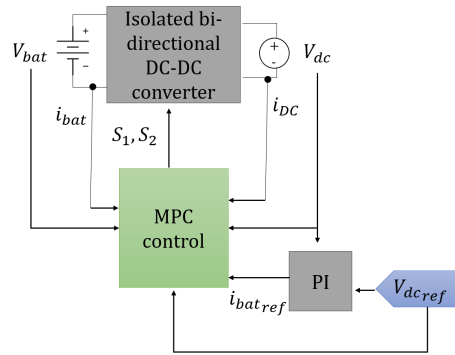 Isolated bi-
directional
DC-DC
converter
+
−
+
-
V_bat
V_dc
i_bat
i_DC
S_1, S_2
MPC
control
PI
V_dc_ref
i_bat_ref